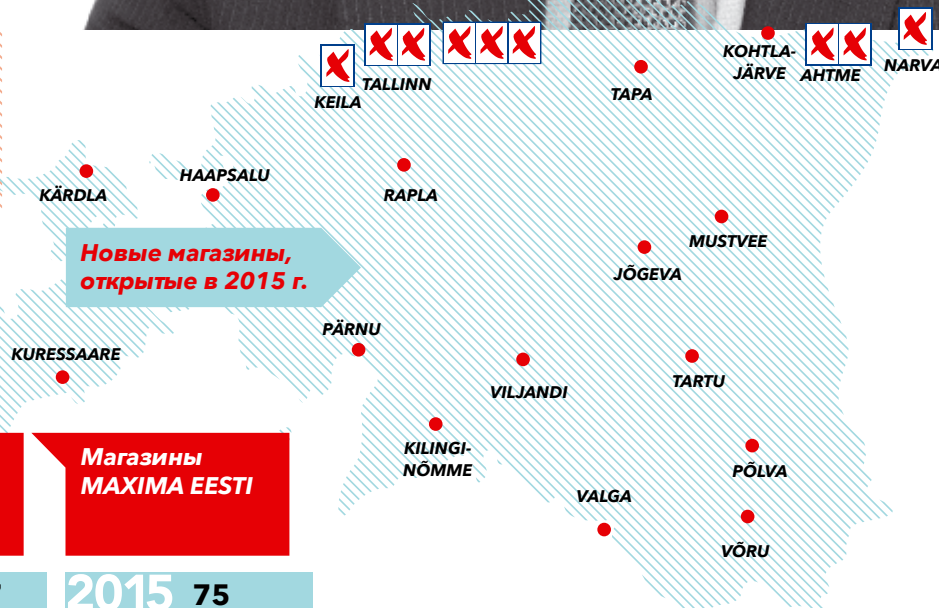 KOHTLA-
JÄRVE
AHTME
NARVA
TALLINN
KEILA
TAPA
KÄRDLA
HAAPSALU
RAPLA
MUSTVEE
JÕGEVA
Новые магазины,
открытые в 2015 г.
PÄRNU
KURESSAARE
VILJANDI
TARTU
KILINGI-
NÕMME
PÕLVA
VALGA
VÕRU
Магазины
MAXIMA EESTI
2015 75